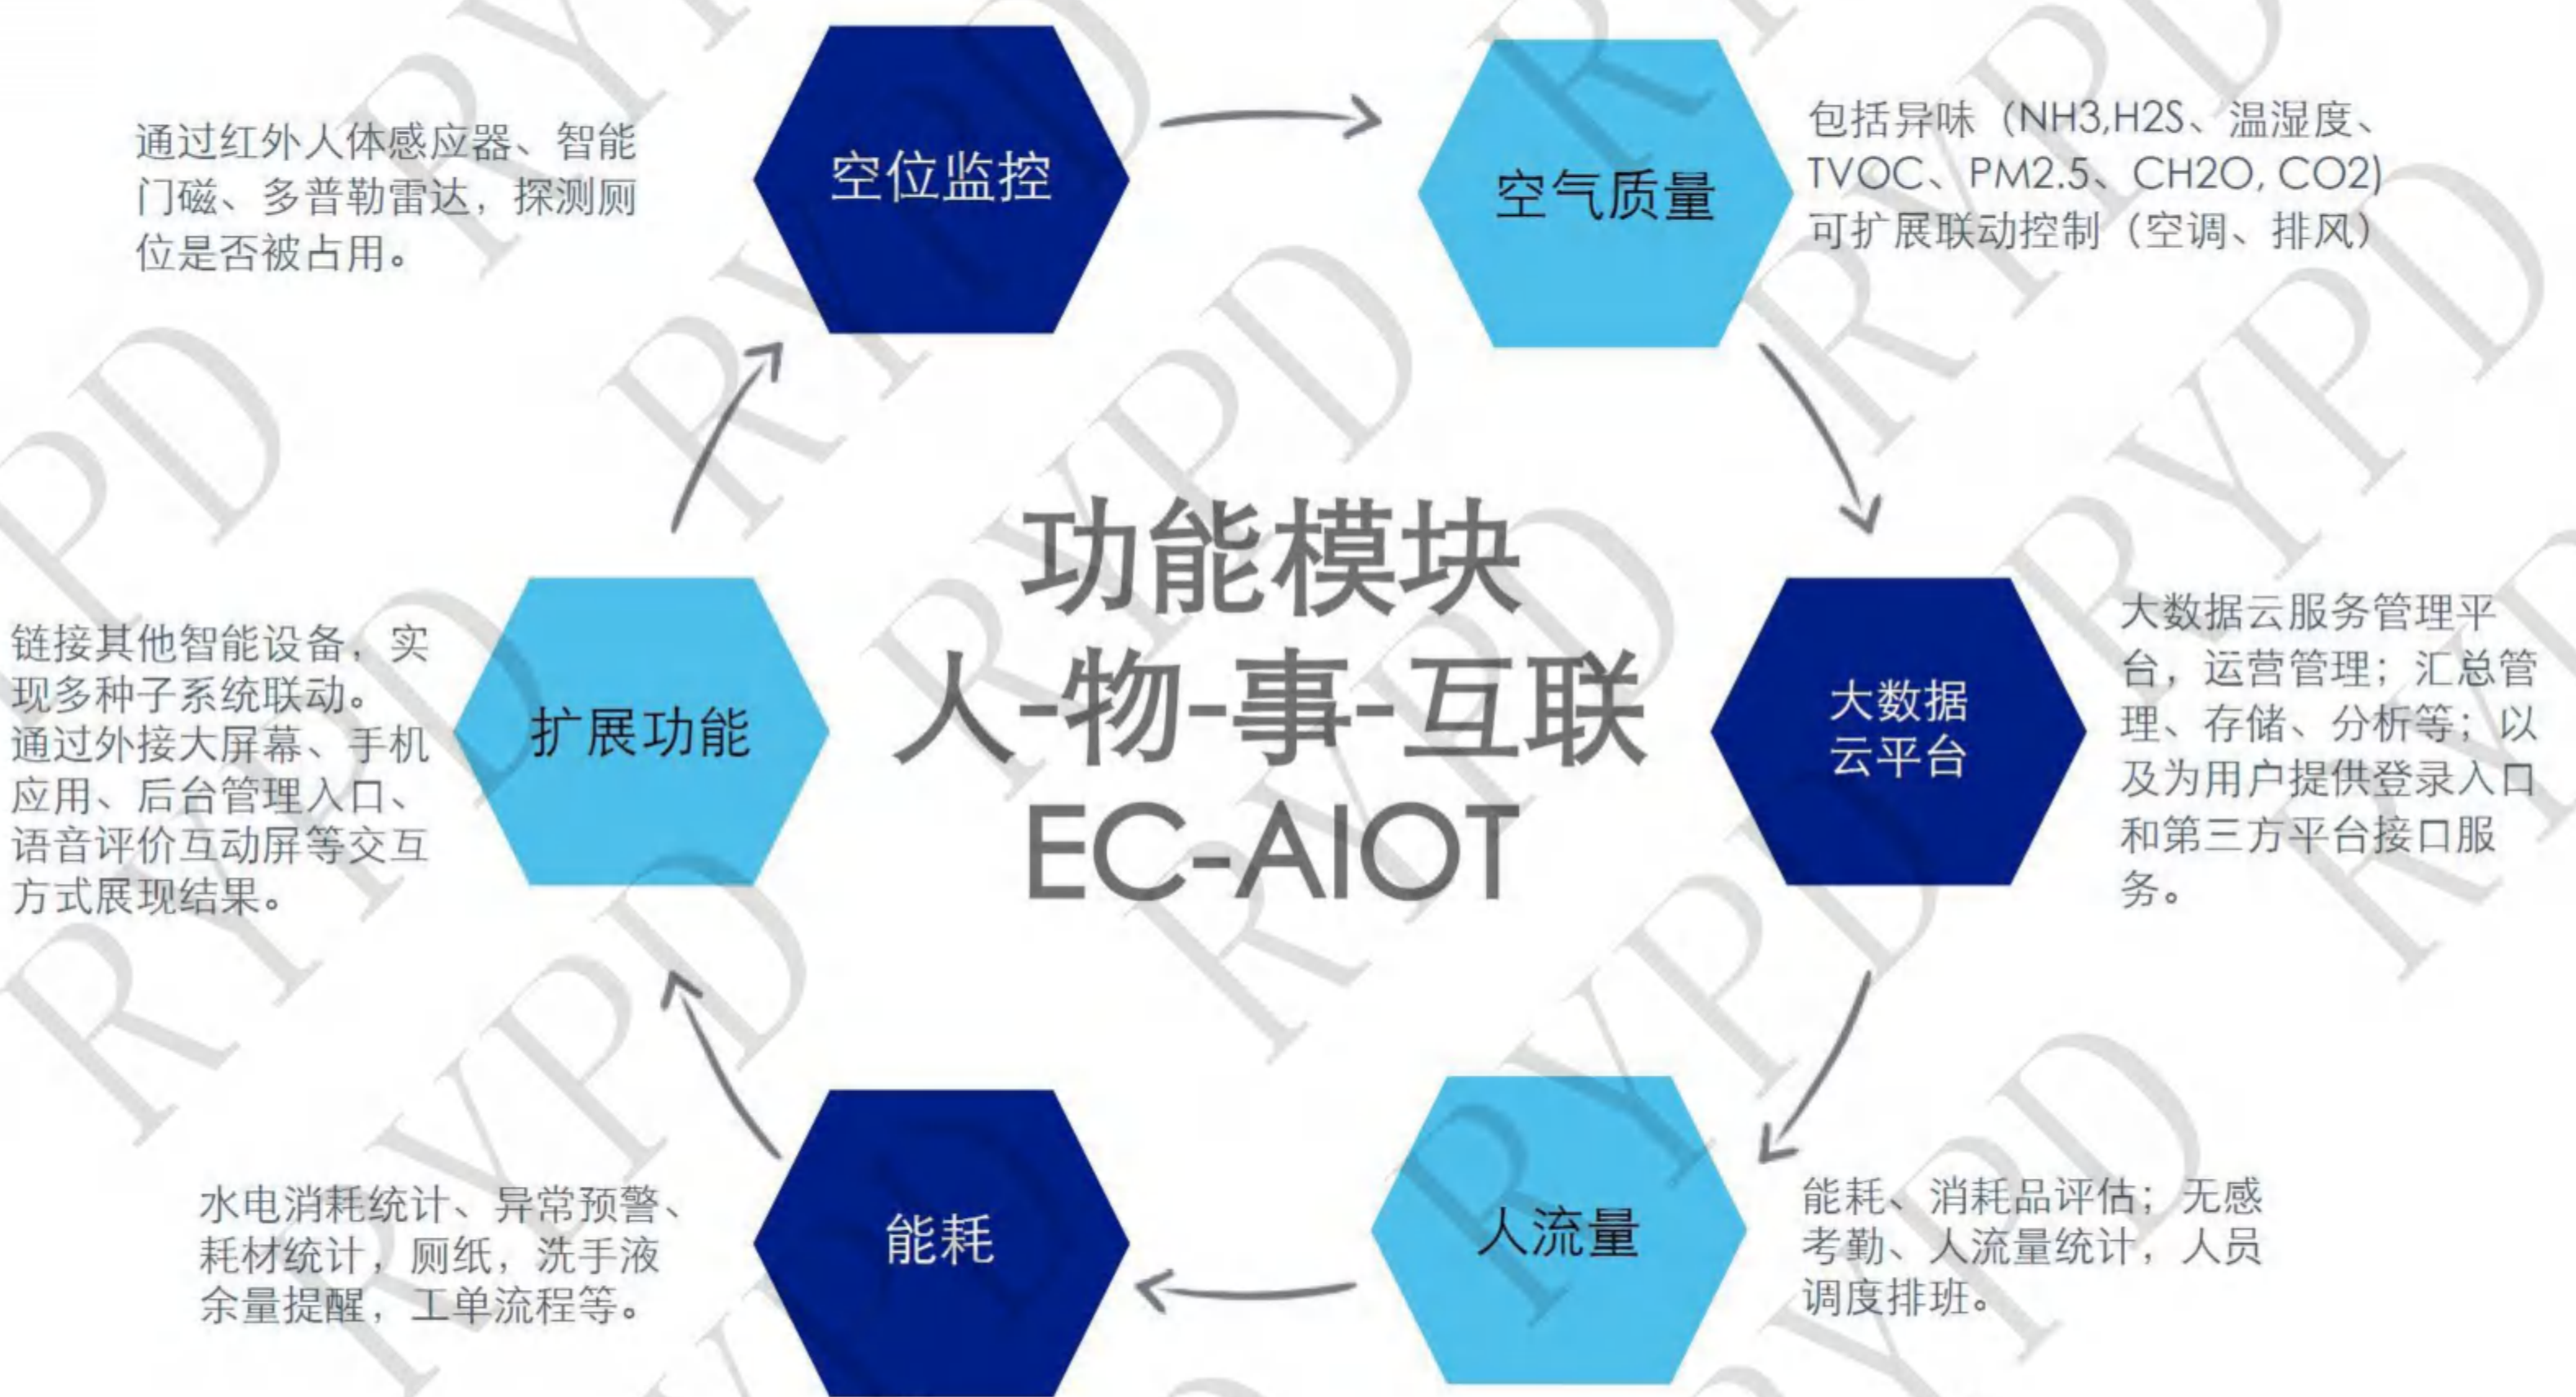 空位监控
通过红外人体感应器、智能
门磁、多普勒雷达，探测厕
位是否被占用。
空气质量
包括异味（NH3,H2S、温湿度、
TVOC、PM2.5、CH2O, CO2)
可扩展联动控制（空调、排风）
功能模块
人-物-事-互联
EC-AIOT
大数据
云平台
大数据云服务管理平
台，运营管理；汇总管
理、存储、分析等；以
及为用户提供登录入口
和第三方平台接口服
务。
人流量
能耗、消耗品评估；无感
考勤、人流量统计，人员
调度排班。
能耗
水电消耗统计、异常预警、
耗材统计，厕纸，洗手液
余量提醒，工单流程等。
扩展功能
链接其他智能设备，实
现多种子系统联动。
通过外接大屏幕、手机
应用、后台管理入口、
语音评价互动屏等交互
方式展现结果。
RYPD
RYPD
RYPD
RYPD
RYPD
RYPD
RYPD
RYPD
RYPD